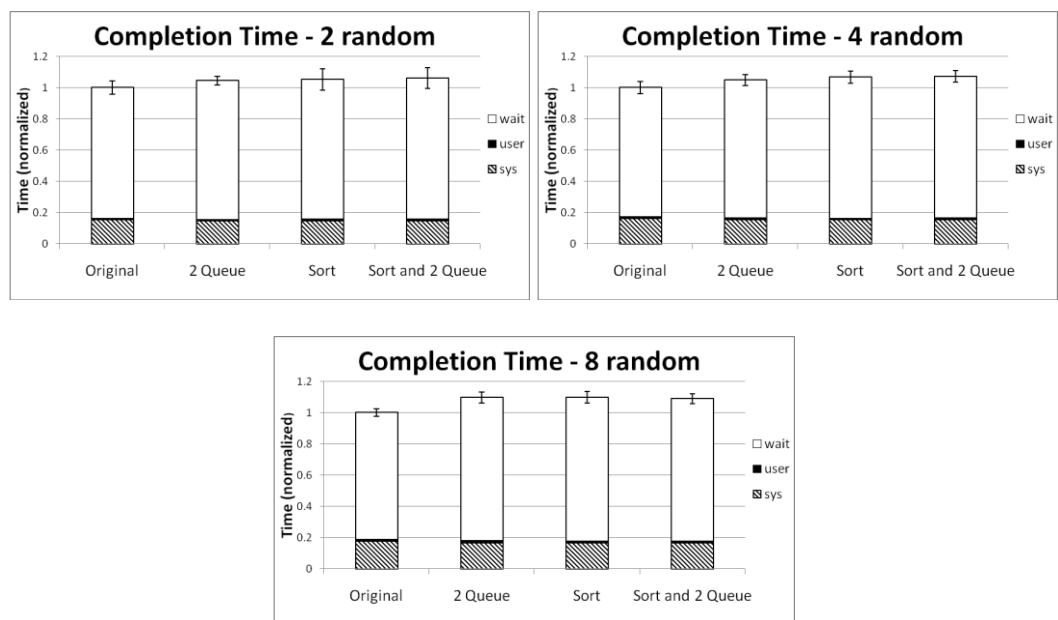 Completion Time - 2 random
Time (normalized)
1.2
1
0.8
0.6
0.4
0.2
0
Original 2 Queue Sort Sort and 2 Queue
wait
user
sys
Completion Time - 4 random
Time (normalized)
1.2
1
0.8
0.6
0.4
0.2
0
Original 2 Queue Sort Sort and 2 Queue
wait
user
sys
Completion Time - 8 random
Time (normalized)
1.2
1
0.8
0.6
0.4
0.2
0
Original 2 Queue Sort Sort and 2 Queue
wait
user
sys